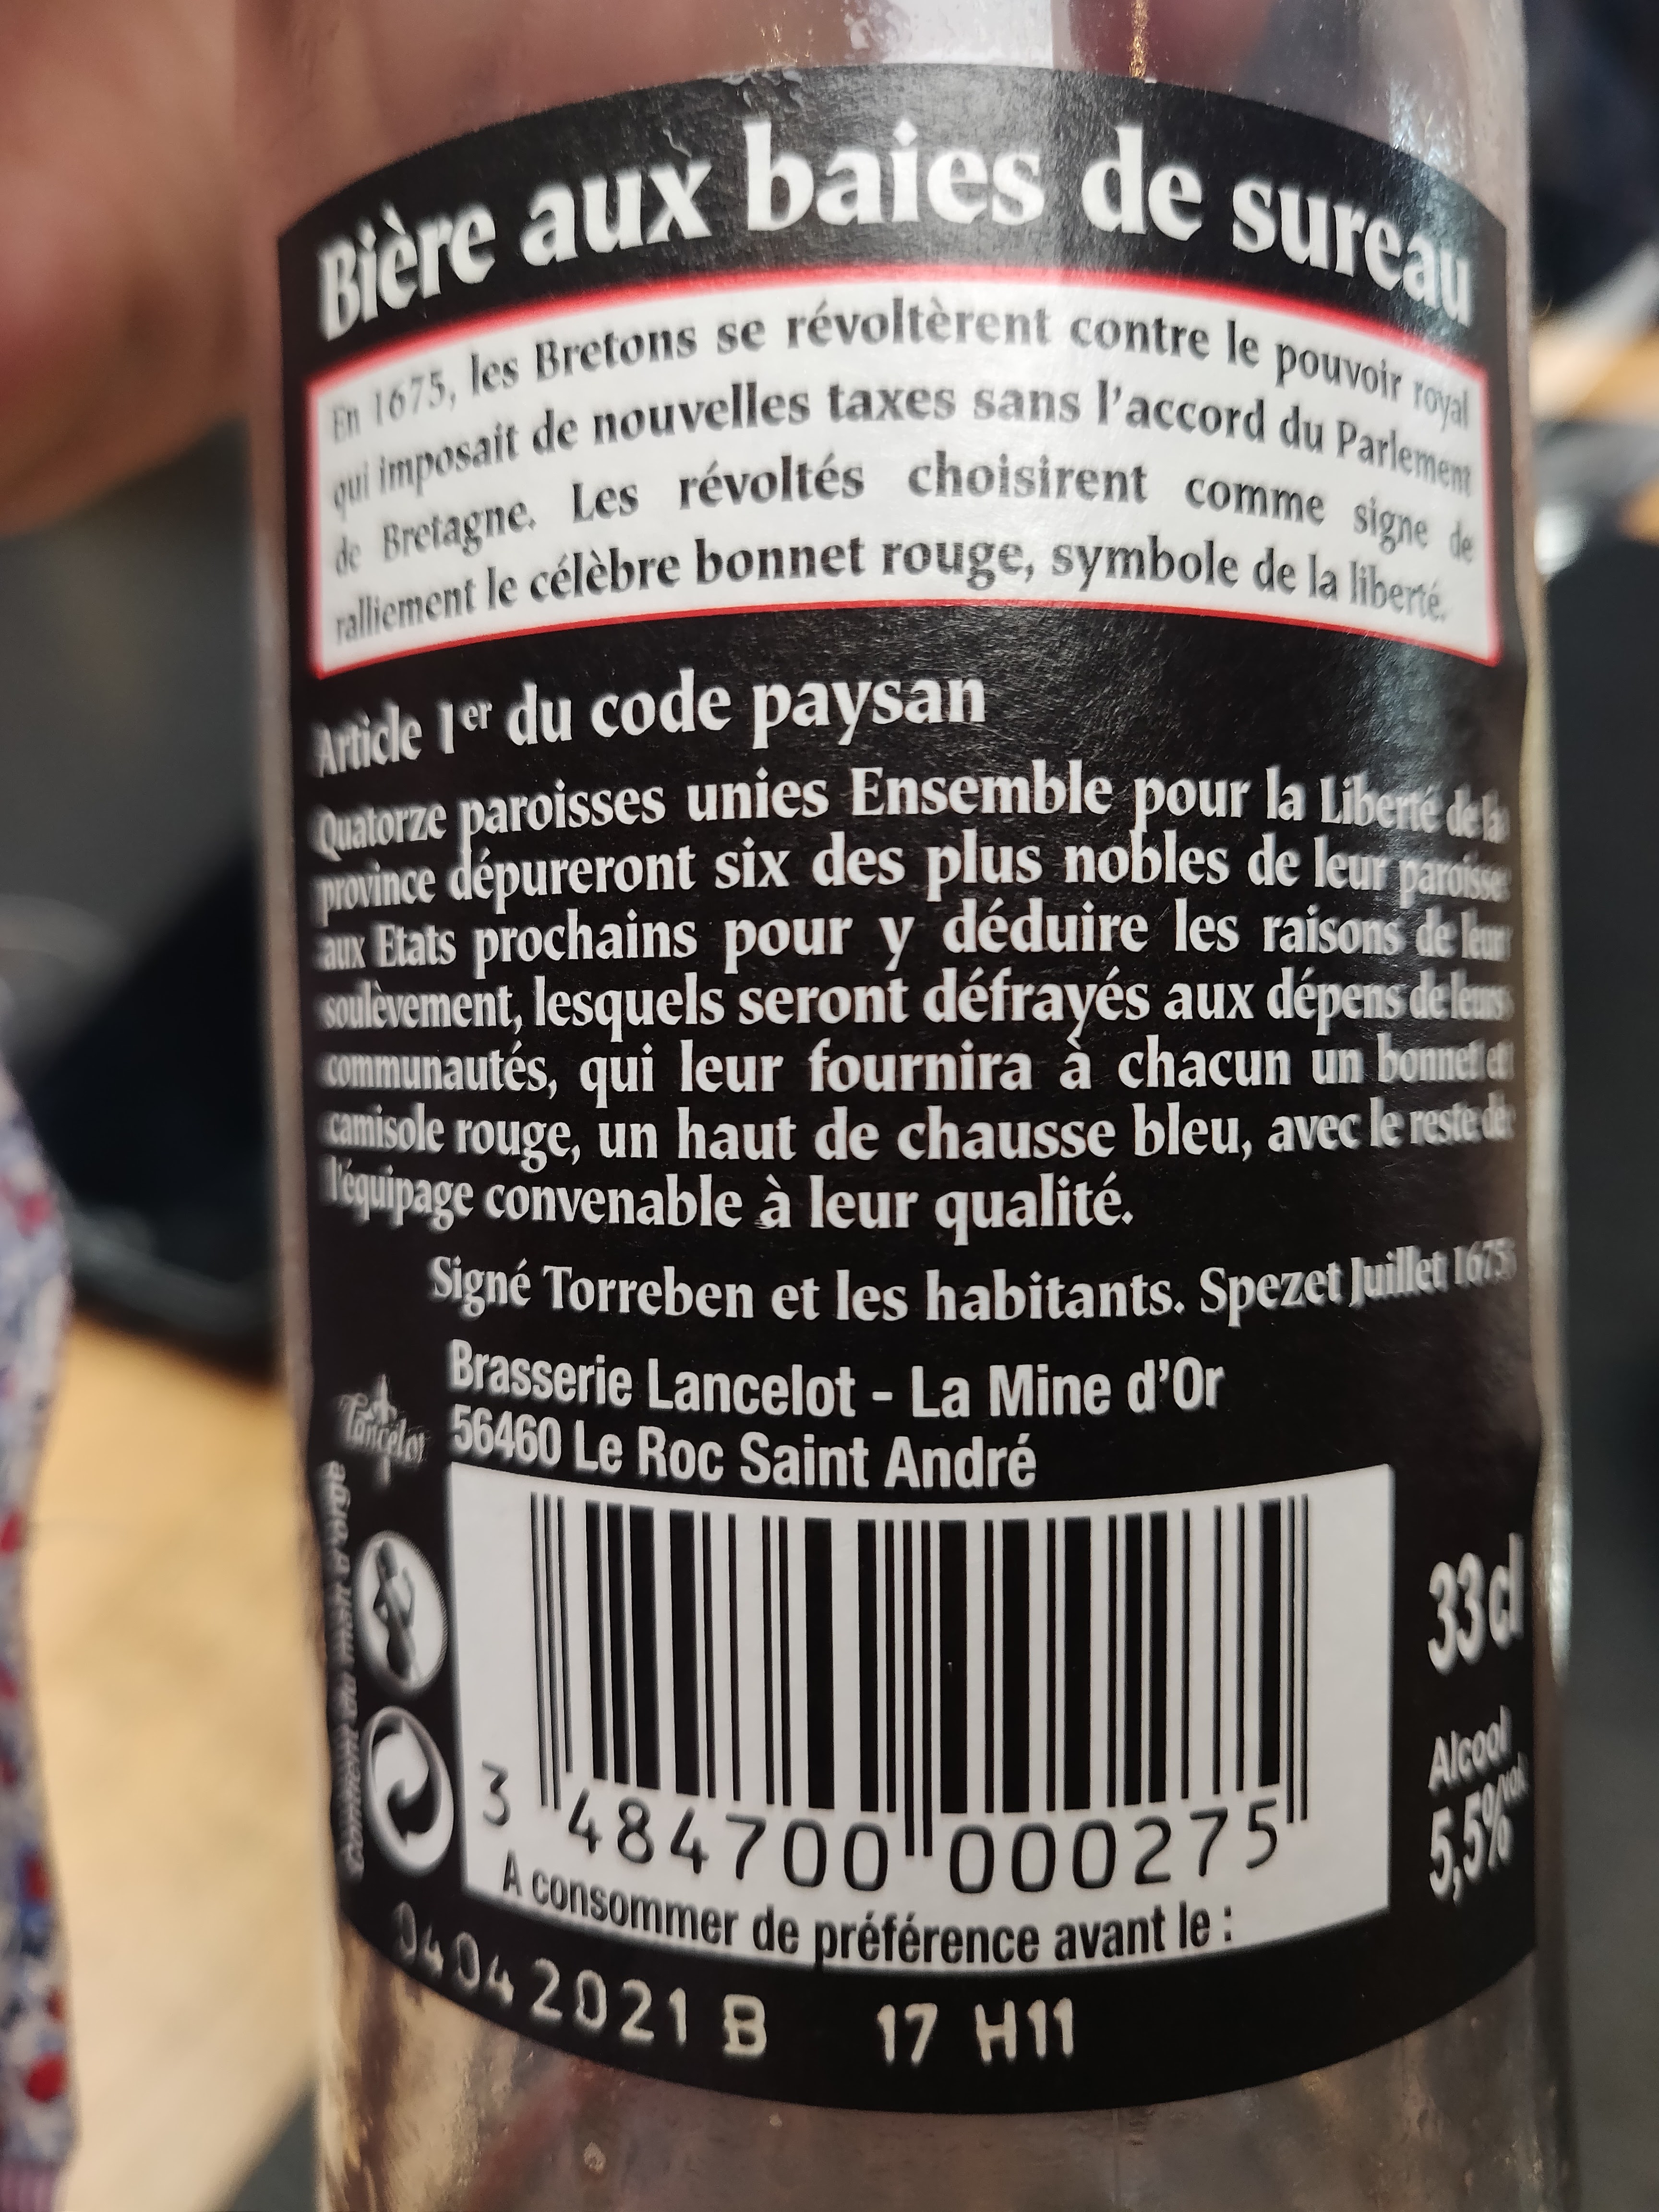 Bière aux baies de sureau
En 1675, les Bretons se révoltèrent contre le pouvoir royal
qui imposait de nouvelles taxes sans l'accord du Parlement
de Bretagne. Les révoltés choisirent comme signe de
ralliement le célèbre bonnet rouge, symbole de la liberté.
Article 1er du code paysan
Quatorze paroisses unies Ensemble pour la Liberté de la
province dépureront six des plus nobles de leur paroisse
aux Etats prochains pour y déduire les raisons de leur
soulèvement, lesquels seront défrayés aux dépens de leurs
communautés, qui leur fournira à chacun un bonnet et
camisole rouge, un haut de chausse bleu, avec le reste de
l'équipage convenable à leur qualité.
Signé Torreben et les habitants. Spezet Juillet 1675
Lancelot
Brasserie Lancelot - La Mine d'Or
56460 Le Roc Saint André
33 cl
Alcool
5,5% vol.
3 484700 000275
A consommer de préférence avant le :
04 04 2021 B 17 H11